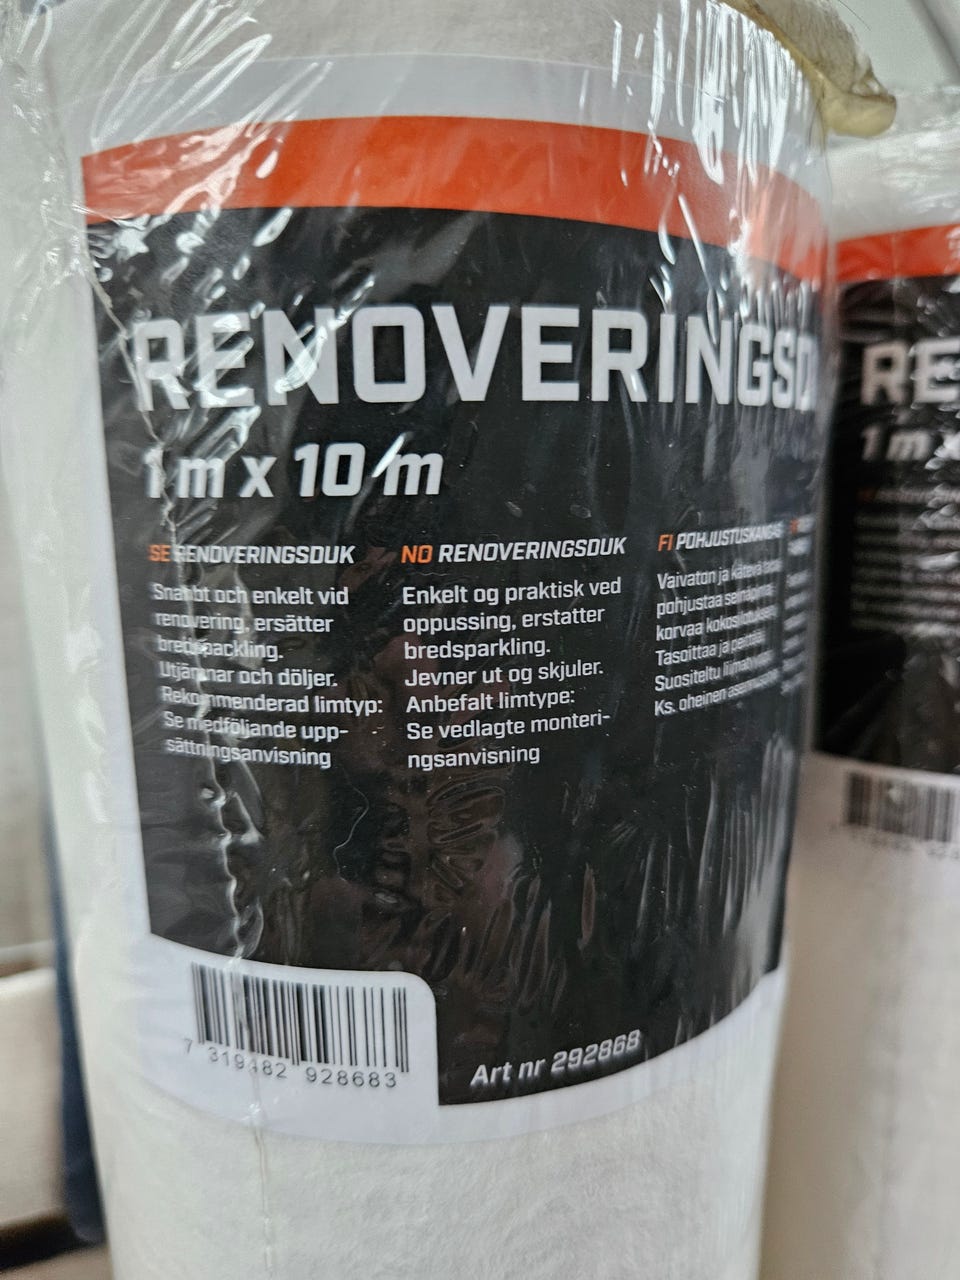 RENOVERINGSD
1 m x 10 m
SE RENOVERINGSDUK
Snabbt och enkelt vid
renovering, ersätter
bredspackling.
Utjämnar och döljer.
Rekommenderad limtyp:
Se medföljande upp-
sättningsanvisning
NO RENOVERINGSDUK
Enkelt og praktisk ved
oppussing, erstatter
bredsparkling.
Jevner ut og skjuler.
Anbefalt limtype:
Se vedlagte monteri-
ngsanvisning
FI POHJUSTUSKANGAS
Vaivaton ja kätevä tapa
pohjustaa seinäpinta
korvaa
Tasoittaa ja peittää.
Suositeltu
Ks. oheinen
7 319482 928683
Art nr 292868
RE
1 m x